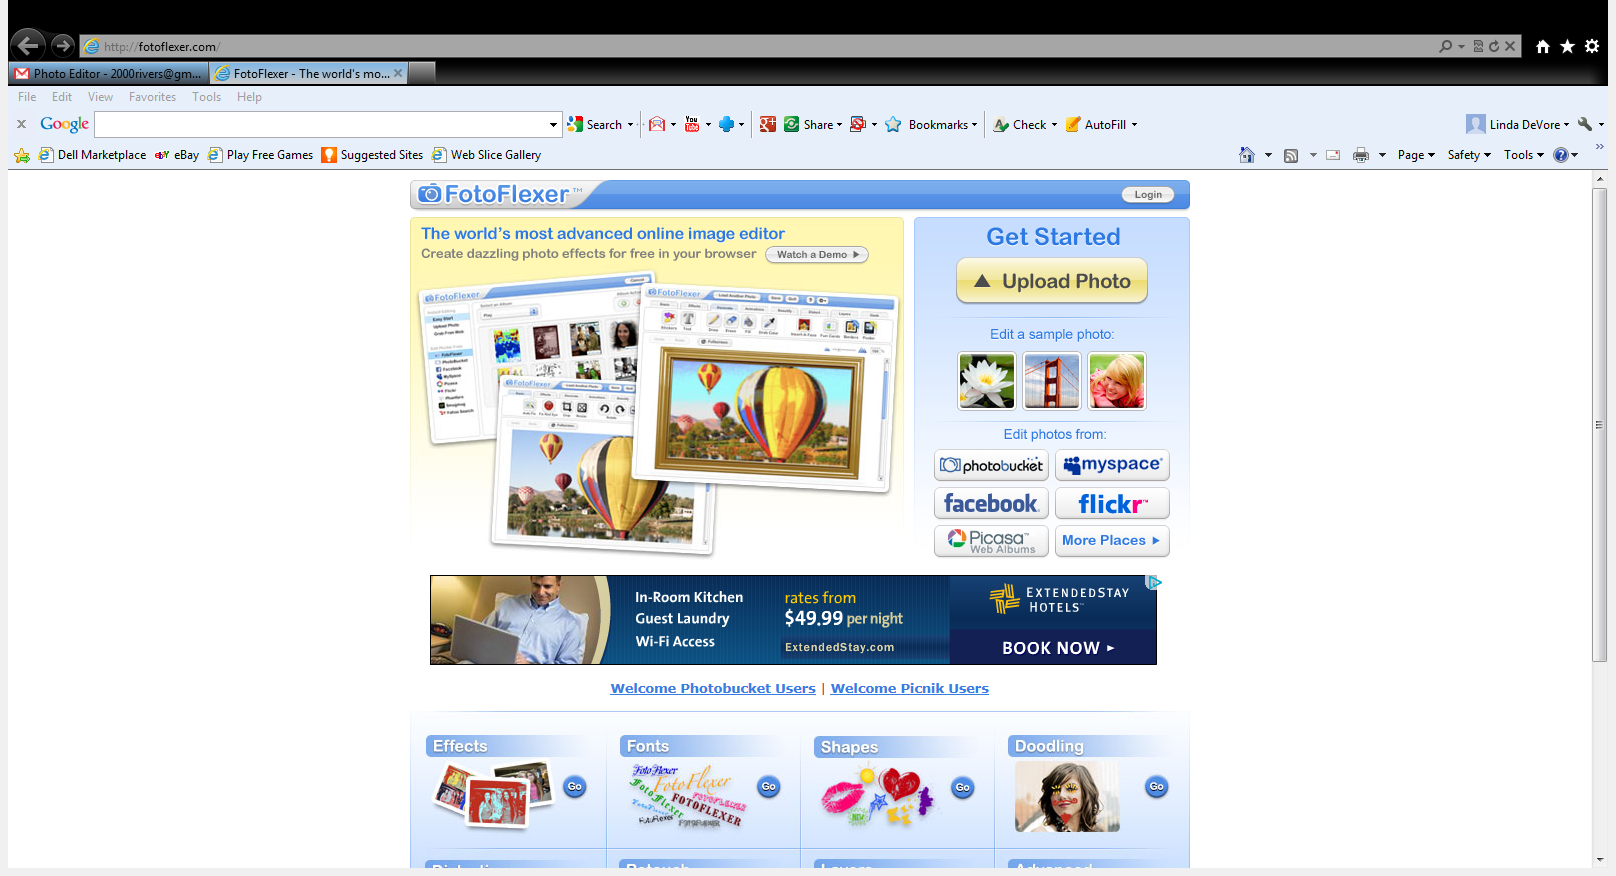 http://fotoflexer.com/
Photo Editor - 2000rivers@gm...
FotoFlexer - The world's mo...
File Edit View Favorites Tools Help
x Google Search Share Bookmarks Check AutoFill Linda DeVore
Dell Marketplace eBay Play Free Games Suggested Sites Web Slice Gallery Page Safety Tools
FotoFlexer™
Login
The world's most advanced online image editor
Create dazzling photo effects for free in your browser
Watch a Demo
Get Started
Upload Photo
Edit a sample photo:
Edit photos from:
photobucket
myspace
facebook
flickr
Picasa™
Web Albums
More Places
In-Room Kitchen
Guest Laundry
Wi-Fi Access
rates from
$49.99 per night
ExtendedStay.com
EXTENDEDSTAY
HOTELS
BOOK NOW
Welcome Photobucket Users | Welcome Picnik Users
Effects
Go
Fonts
FotoFlexer
FotoFlexer
FotoFlexer
FOTOFLEXER
Go
Shapes
Go
Doodling
Go